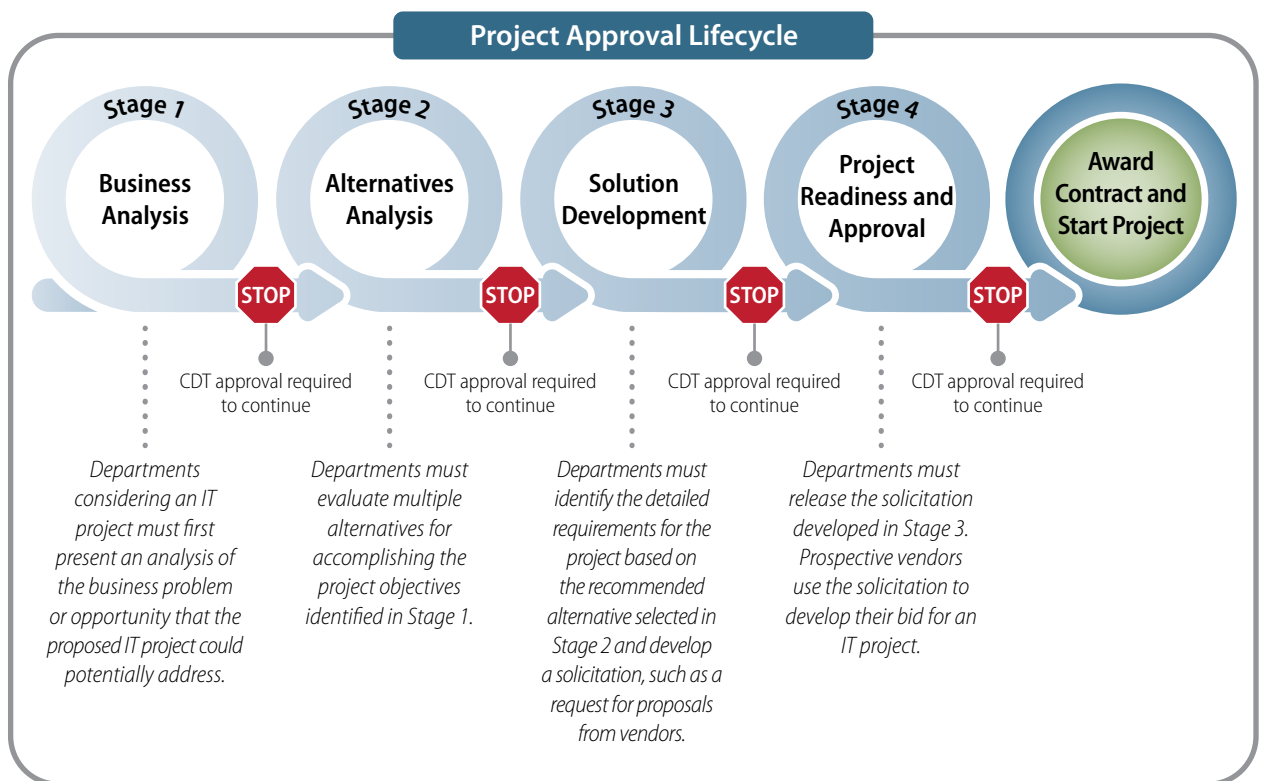 Project Approval Lifecycle
Stage 1
Business
Analysis
Stage 2
Alternatives
Analysis
Stage 3
Solution
Development
Stage 4
Project
Readiness and
Approval
Award
Contract and
Start Project
STOP
STOP
STOP
STOP
CDT approval required
to continue
CDT approval required
to continue
CDT approval required
to continue
CDT approval required
to continue
Departments
considering an IT
project must first
present an analysis of
the business problem
or opportunity that the
proposed IT project could
potentially address.
Departments must
evaluate multiple
alternatives for
accomplishing the
project objectives
identified in Stage 1.
Departments must
identify the detailed
requirements for the
project based on
the recommended
alternative selected in
Stage 2 and develop
a solicitation, such as a
request for proposals
from vendors.
Departments must
release the solicitation
developed in Stage 3.
Prospective vendors
use the solicitation to
develop their bid for an
IT project.